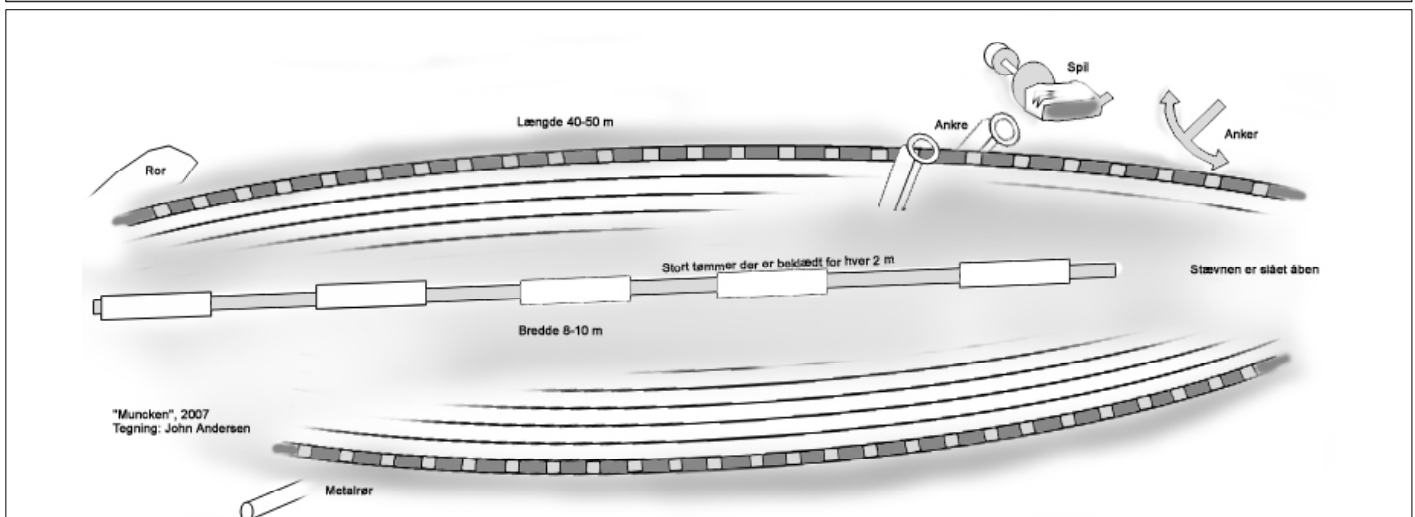 Spil
Længde 40-50 m
Ankre
Anker
Ror
Stort tømmer der er beklædt for hver 2 m
Stævnen er slået åben
Bredde 8-10 m
"Muncken", 2007
Tegning: John Andersen
Metalrør